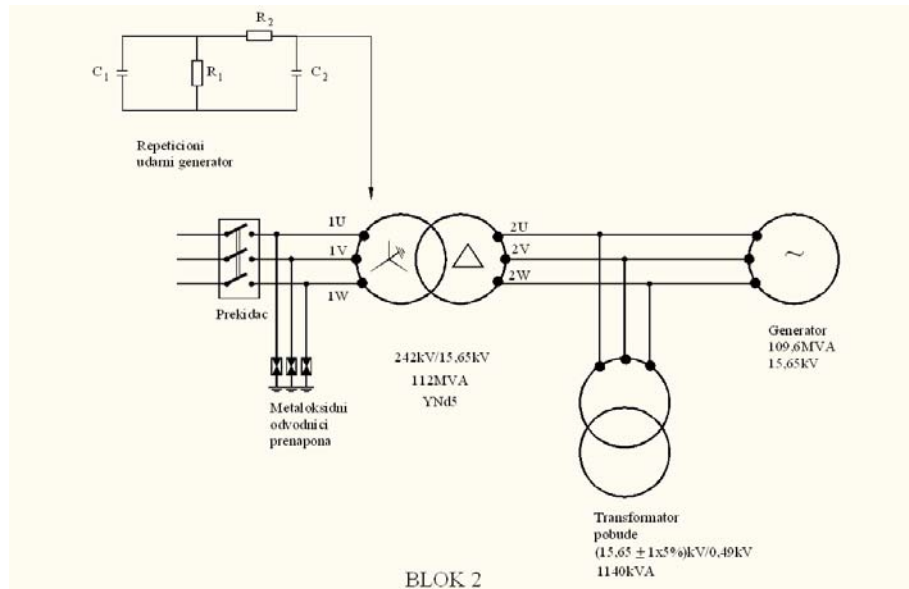 R2
C1
R1
C2
Repeticioni
udarni generator
1U
1V
1W
2U
2V
2W
~
Prekidac
Generator
109,6MVA
15,65kV
242kV/15,65kV
112MVA
YNd5
Metaloksidni
odvodnici
prenapona
Transformator
pobude
(15,65 ± 1x5%)kV/0,49kV
1140kVA
BLOK 2